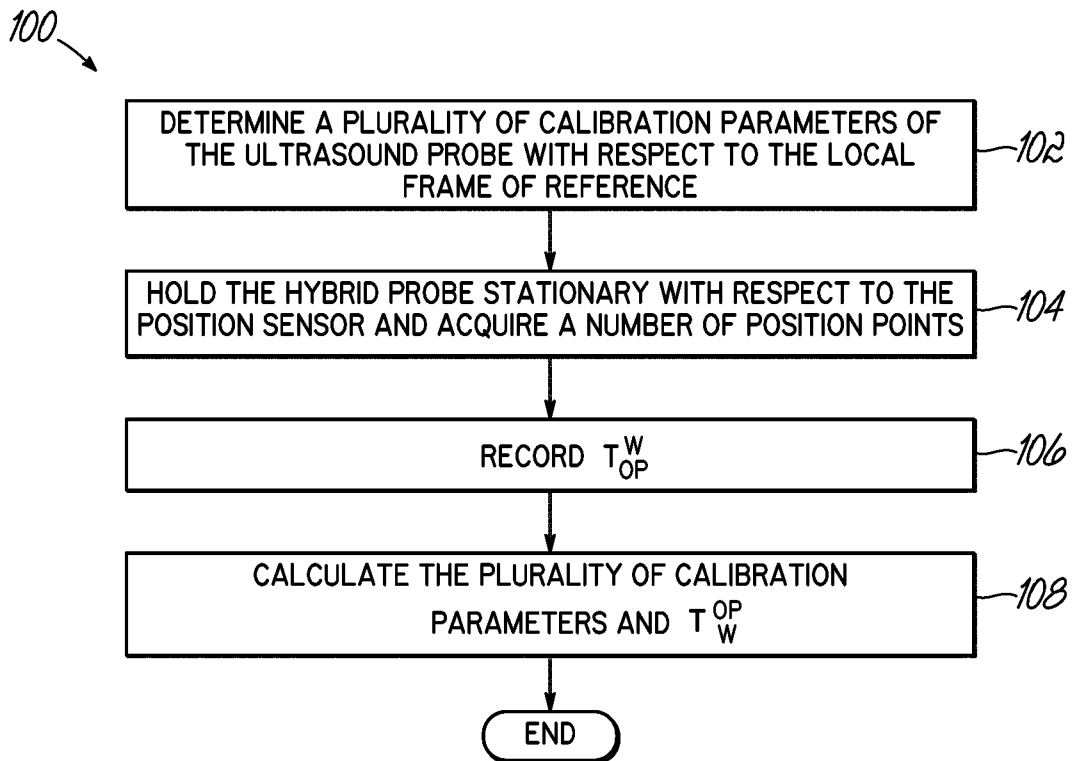 100
DETERMINE A PLURALITY OF CALIBRATION PARAMETERS OF
THE ULTRASOUND PROBE WITH RESPECT TO THE LOCAL
FRAME OF REFERENCE
102
HOLD THE HYBRID PROBE STATIONARY WITH RESPECT TO THE
POSITION SENSOR AND ACQUIRE A NUMBER OF POSITION POINTS
104
RECORD T^W_OP
106
CALCULATE THE PLURALITY OF CALIBRATION
PARAMETERS AND T^OP_W
108
END